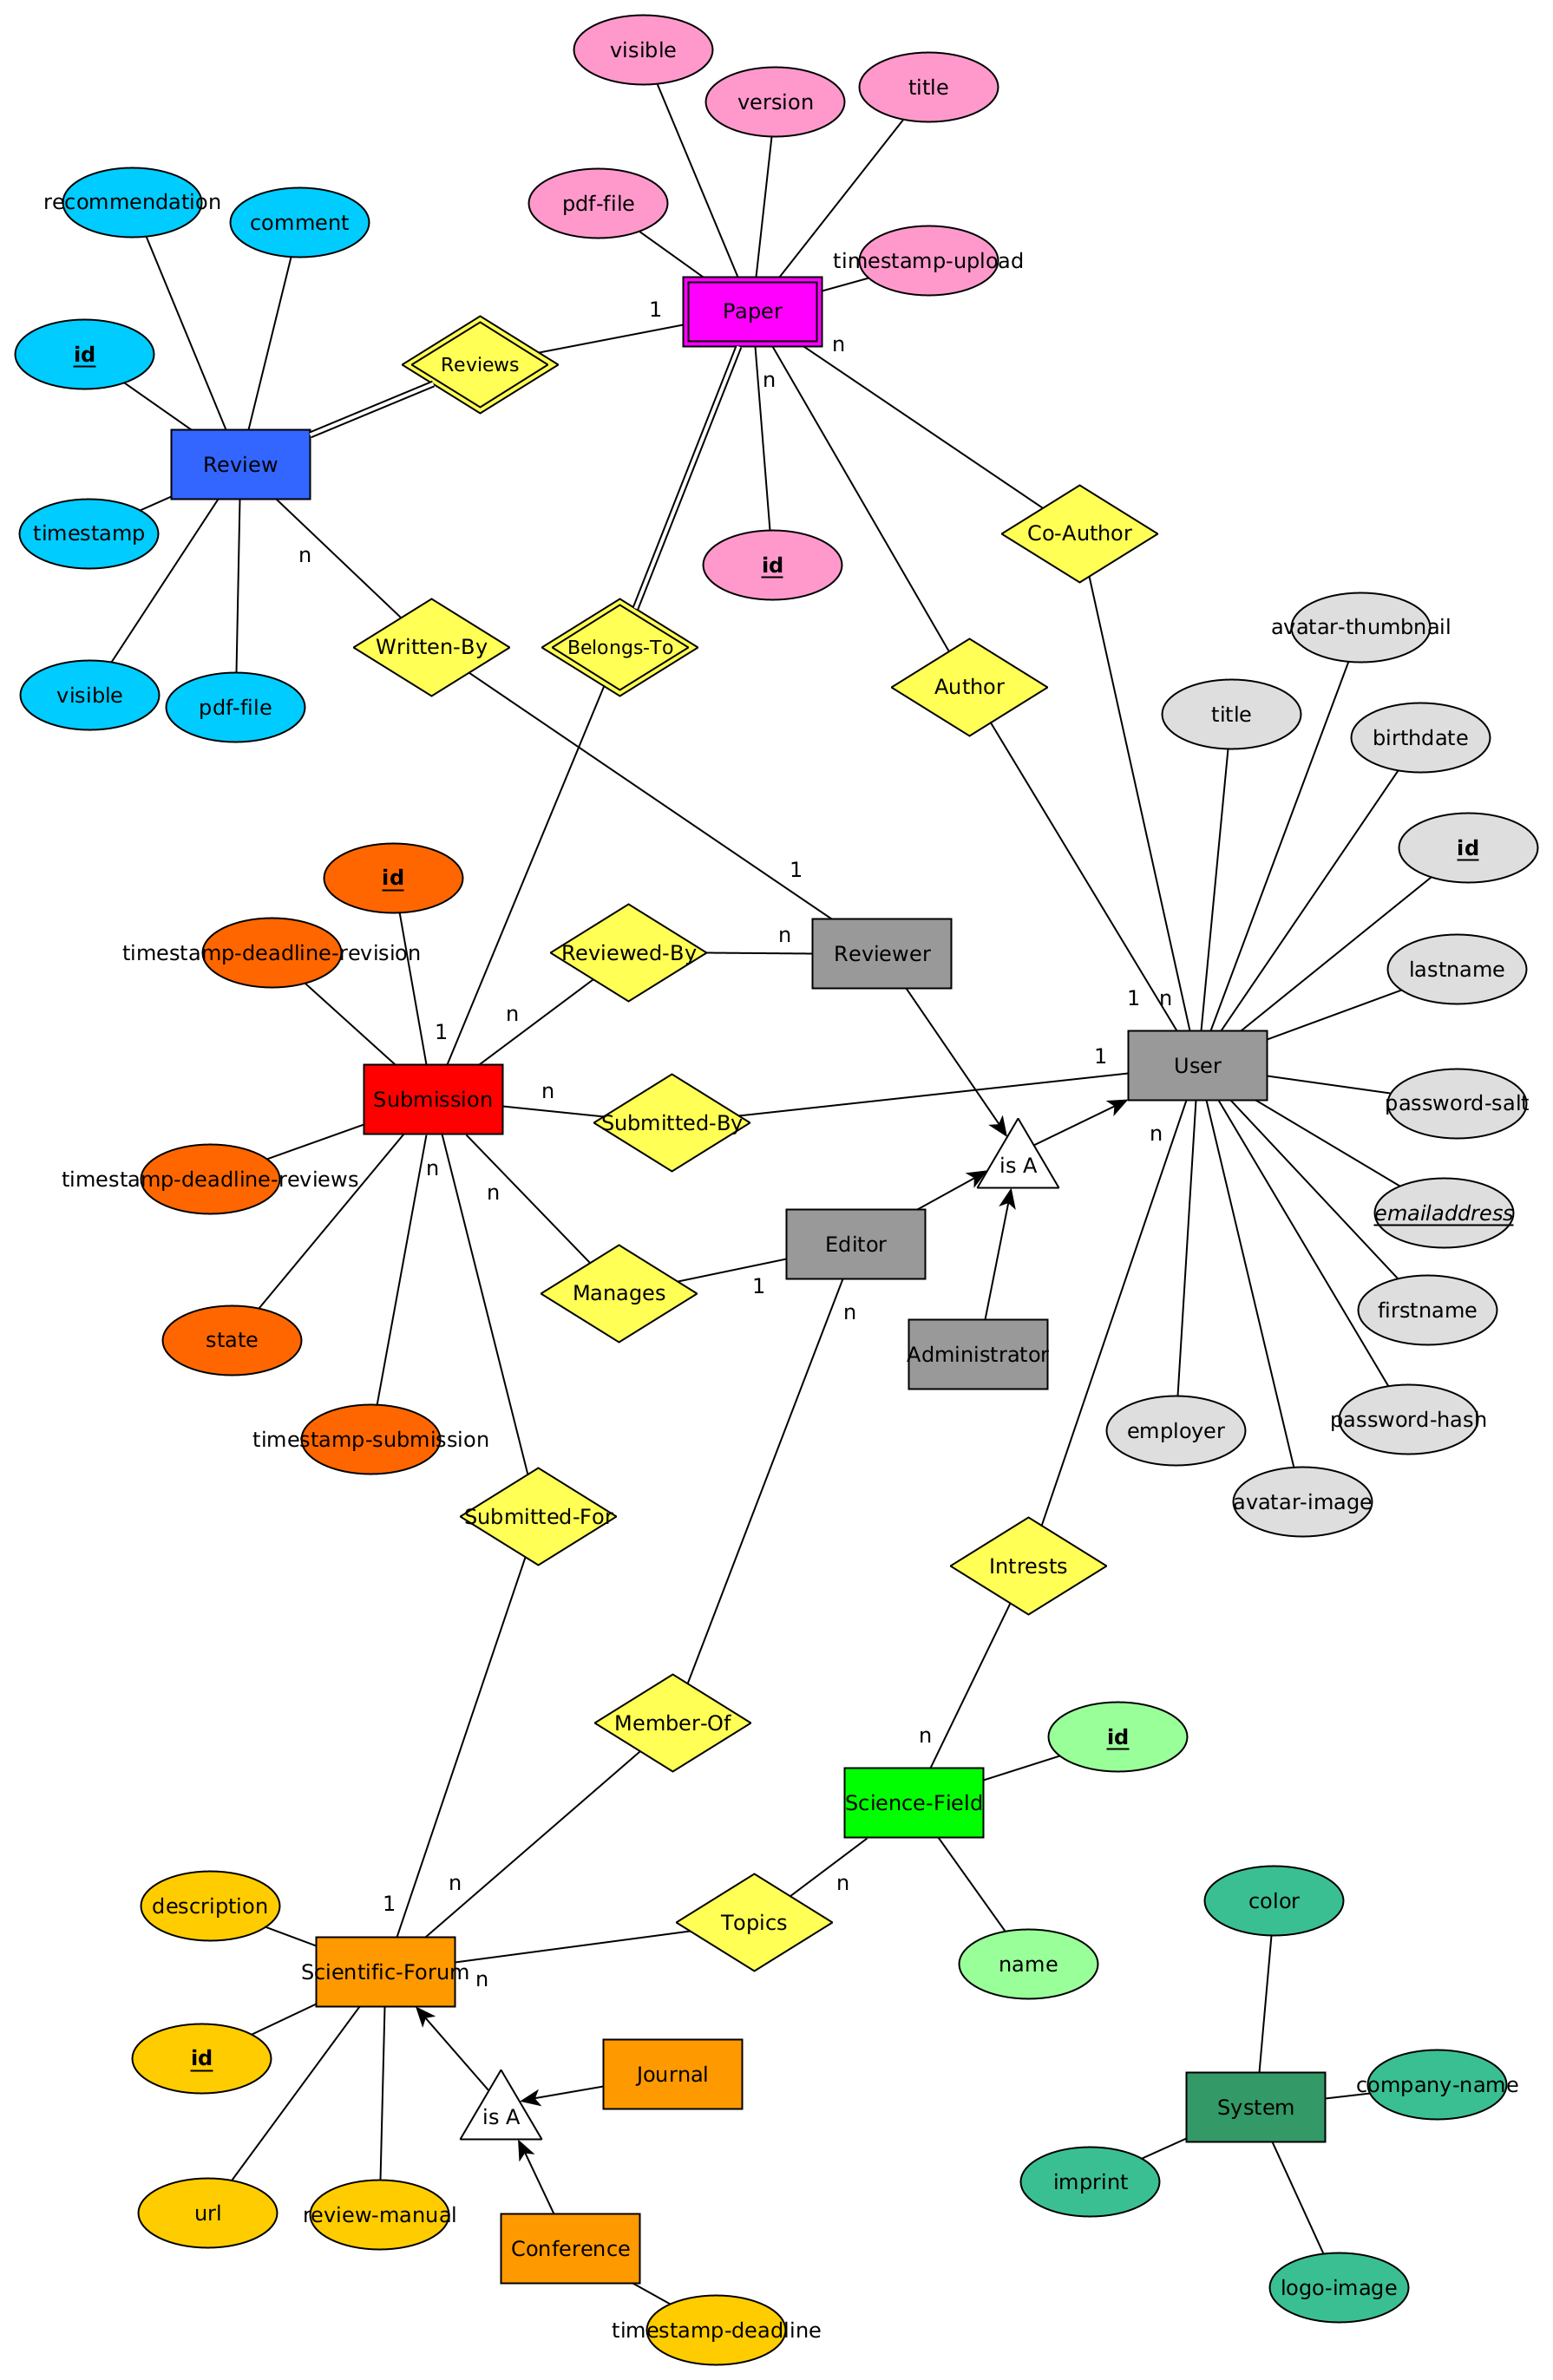 visible
version
title
pdf-file
recommendation
comment
timestamp-upload
Paper
1
n
id
Reviews
n
Review
timestamp
n
Co-Author
id
avatar-thumbnail
Written-By
Belongs-To
Author
visible
pdf-file
title
birthdate
id
1
id
timestamp-deadline-revision
n
Reviewed-By
Reviewer
lastname
1
n
n
1
1
User
n
Submission
Submitted-By
password-salt
n
is A
n
timestamp-deadline-reviews
n
emailaddress
Editor
1
Manages
n
firstname
state
Administrator
password-hash
employer
timestamp-submission
avatar-image
Submitted-For
Intrests
Member-Of
n
id
Science-Field
n
n
1
color
description
Topics
name
Scientific-Forum
n
id
Journal
company-name
System
is A
imprint
url
review-manual
Conference
logo-image
timestamp-deadline